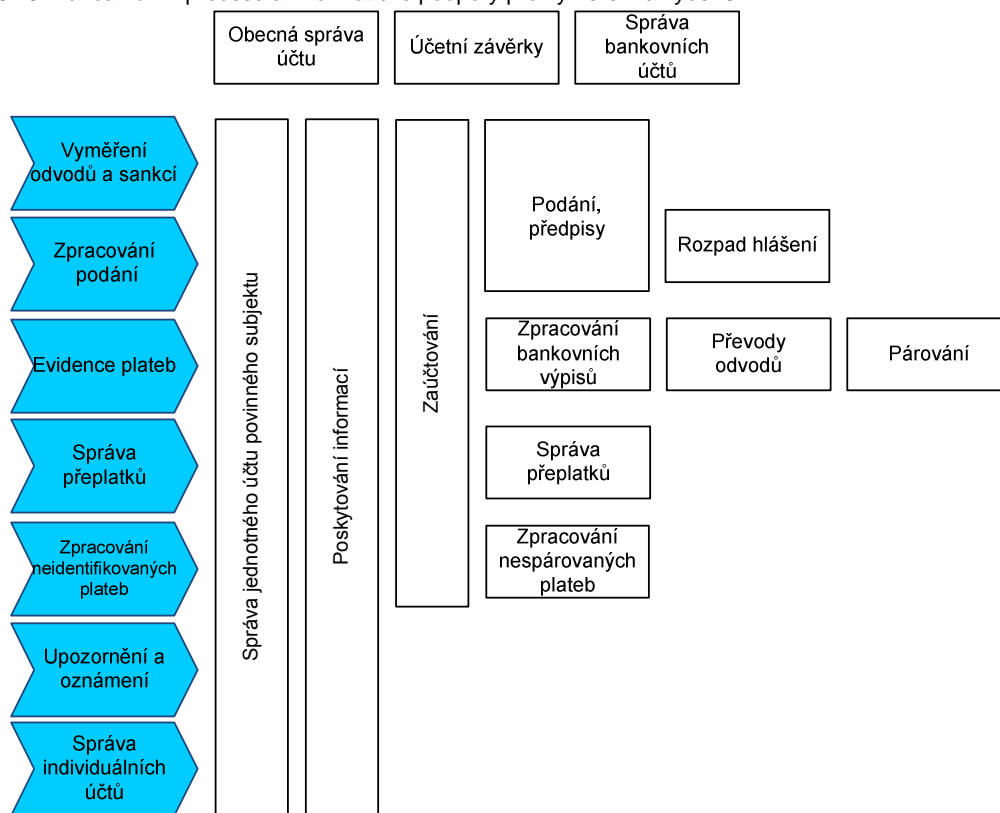 Obecná správa
účtu
Účetní závěrky
Správa
bankovních
účtů
Vyměření
odvodů a sankcí
Zpracování
podání
Evidence plateb
Správa
přeplatků
Zpracování
neidentifikovaných
plateb
Upozornění a
oznámení
Správa
individuálních
účtů
Správa jednotného účtu povinného subjektu
Poskytování informací
Zaúčtování
Podání,
předpisy
Rozpad hlášení
Zpracování
bankovních
výpisů
Převody
odvodů
Párování
Správa
přeplatků
Zpracování
nespárovaných
plateb